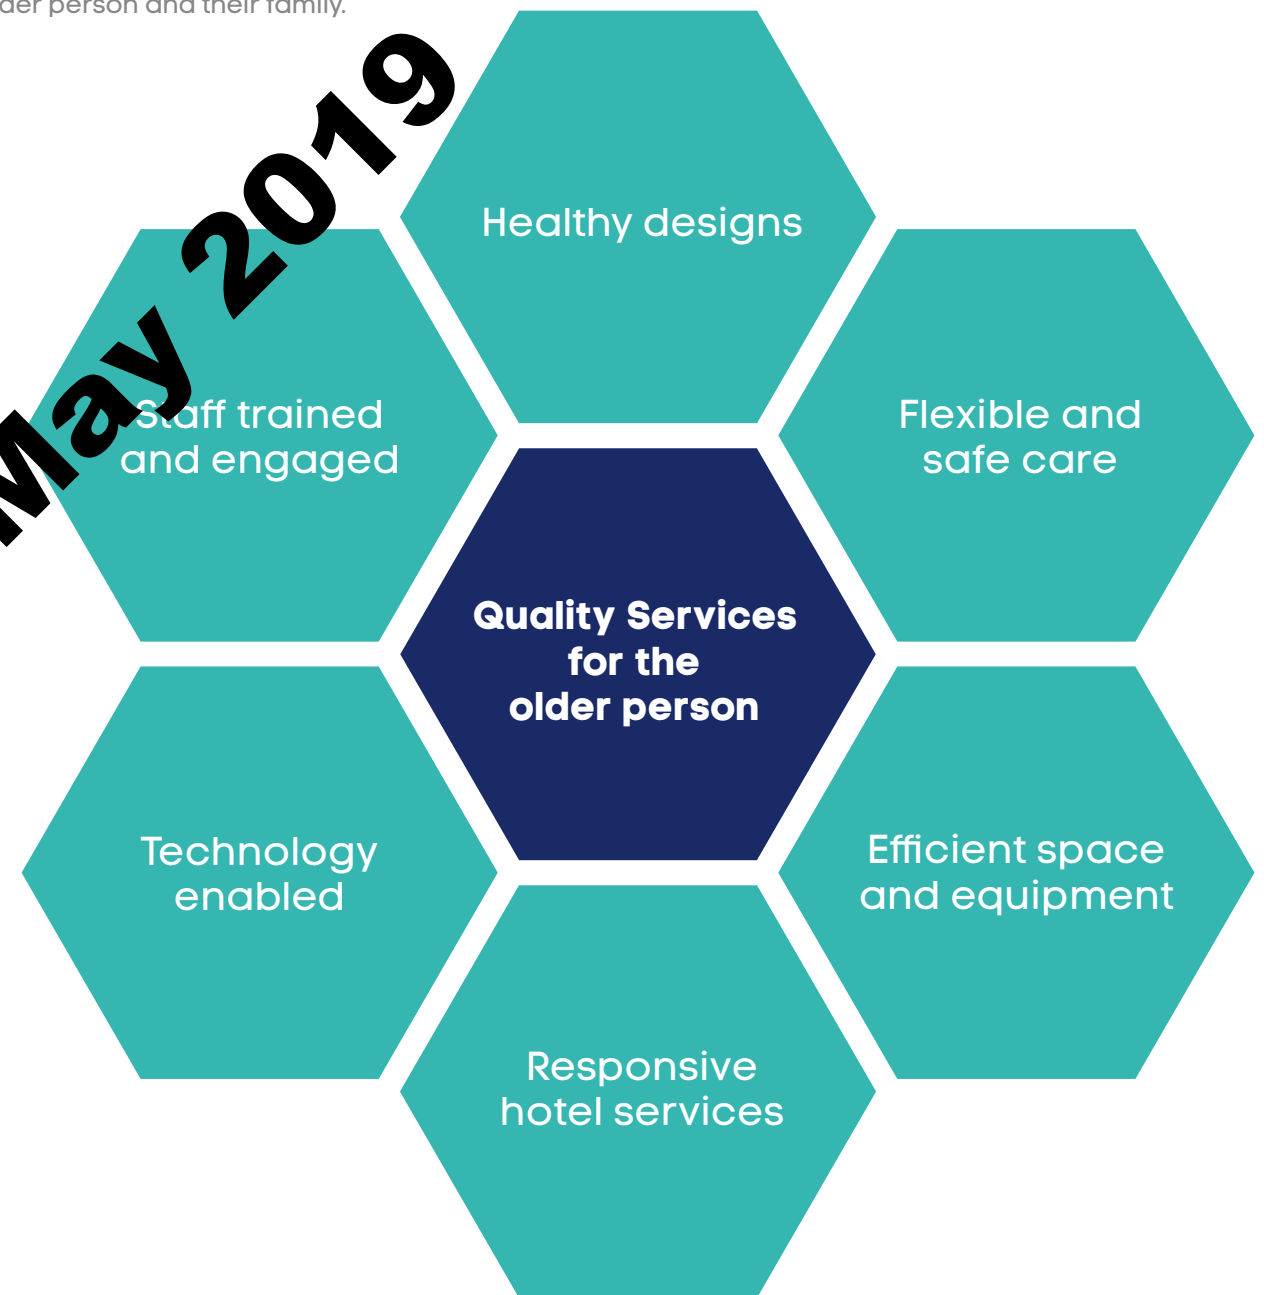 der person and their family.
May 2019
Healthy designs
Staff trained
and engaged
Flexible and
safe care
Quality Services
for the
older person
Technology
enabled
Efficient space
and equipment
Responsive
hotel services